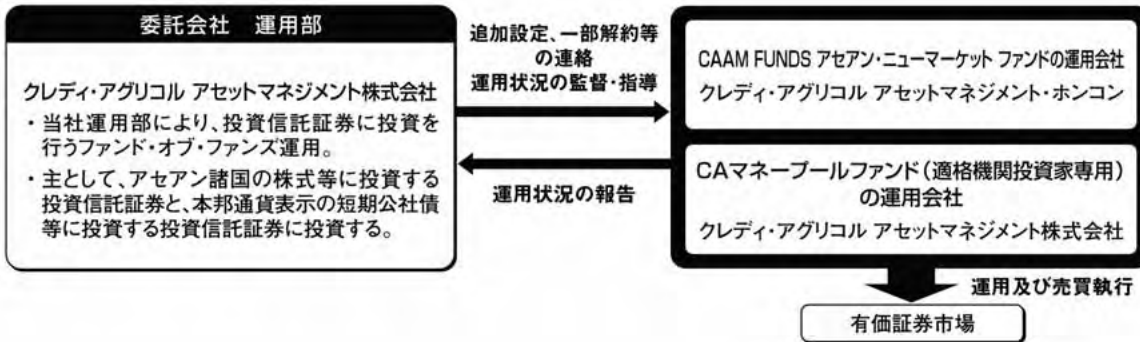 委託会社 運用部
クレディ・アグリコル アセットマネジメント株式会社
・当社運用部により、投資信託証券に投資を
行うファンド・オブ・ファンズ運用。
・主として、アセアン諸国の株式等に投資する
投資信託証券と、本邦通貨表示の短期公社債
等に投資する投資信託証券に投資する。
追加設定、一部解約等
の連絡
運用状況の監督・指導
運用状況の報告
CAAM FUNDS アセアン・ニューマーケット ファンドの運用会社
クレディ・アグリコル アセットマネジメント・ホンコン
CAマネープールファンド(適格機関投資家専用)
の運用会社
クレディ・アグリコル アセットマネジメント株式会社
運用及び売買執行
有価証券市場